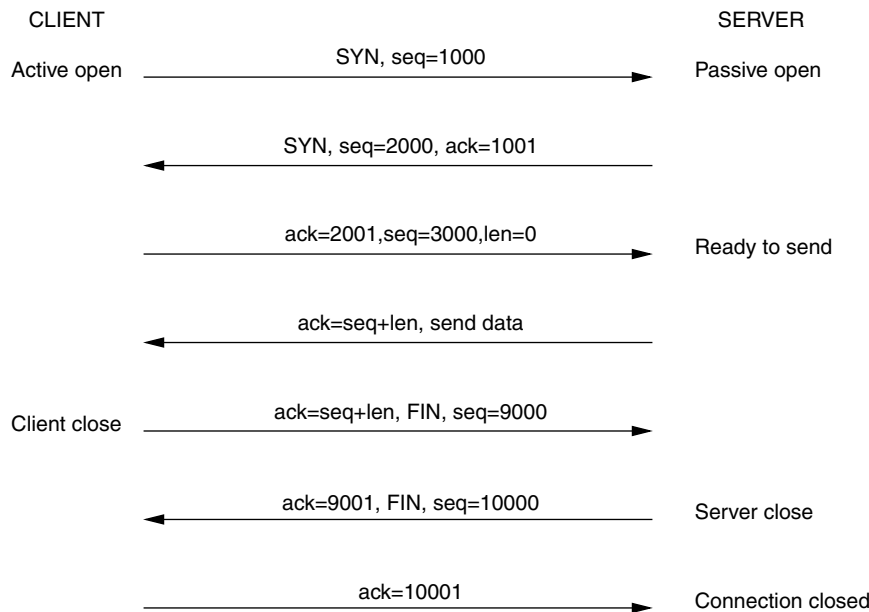 CLIENT
SERVER
Active open
SYN, seq=1000
Passive open
SYN, seq=2000, ack=1001
ack=2001,seq=3000,len=0
Ready to send
ack=seq+len, send data
Client close
ack=seq+len, FIN, seq=9000
ack=9001, FIN, seq=10000
Server close
ack=10001
Connection closed